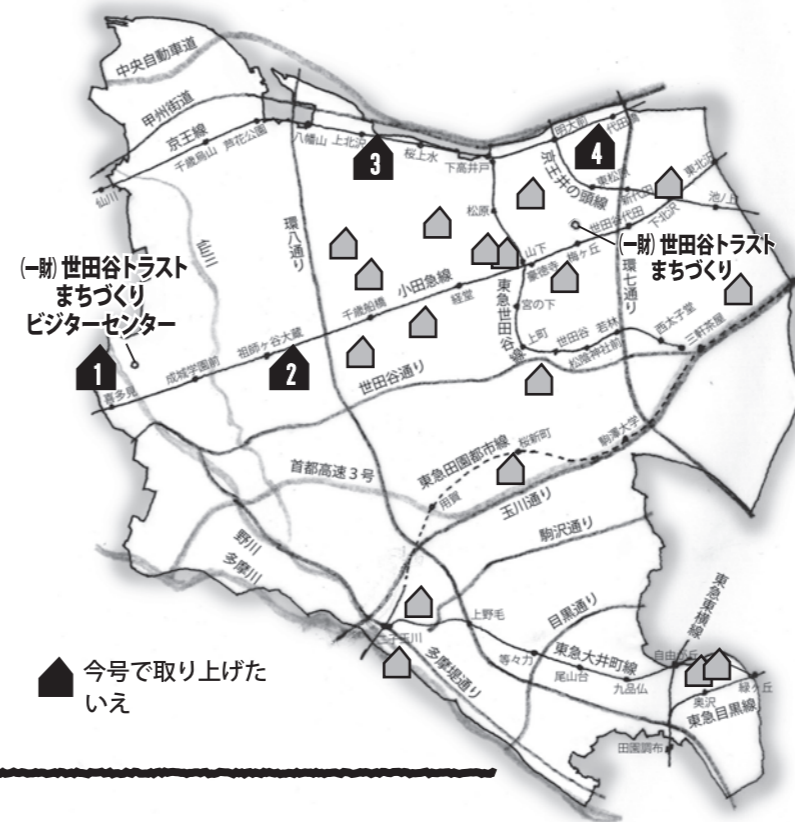 中央自動車道
甲州街道
京王線
仙川
千歳烏山
芦花公園
八幡山
上北沢
3
桜上水
下高井戸
明大前
代田橋
4
京王井の頭線
東松原
新代田
東北沢
池ノ上
下北沢
世田谷代田
梅ヶ丘
豪徳寺
山下
松原
環八通り
環七通り
仙川
(一財) 世田谷トラスト
まちづくり
(一財) 世田谷トラスト
まちづくり
ビジターセンター
小田急線
経堂
千歳船橋
祖師ヶ谷大蔵
成城学園前
喜多見
1
2
東急世田谷線
宮の下
上町
世田谷
若林
松陰神社前
西太子堂
三軒茶屋
世田谷通り
首都高速3号
東急田園都市線
桜新町
駒澤大学
用賀
玉川通り
駒沢通り
野川
多摩川
二子玉川
上野毛
目黒通り
等々力
尾山台
東急大井町線
九品仏
自由が丘
東急東横線
緑ヶ丘
奥沢
東急目黒線
田園調布
多摩堤通り
今号で取り上げた
いえ